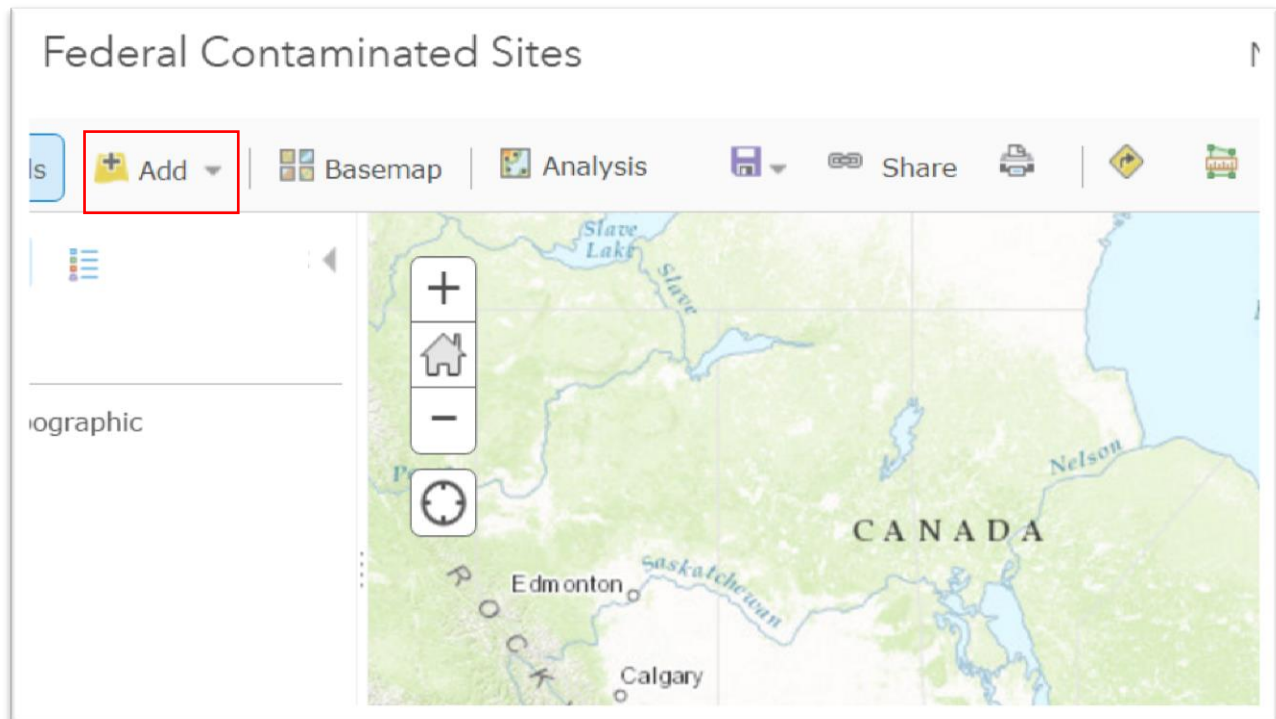 Federal Contaminated Sites
ls Add Basemap Analysis Share
Slave
Lake
Slave
ographic
Nelson
CANADA
Saskatchewan
Edmonton
ROCK
Calgary